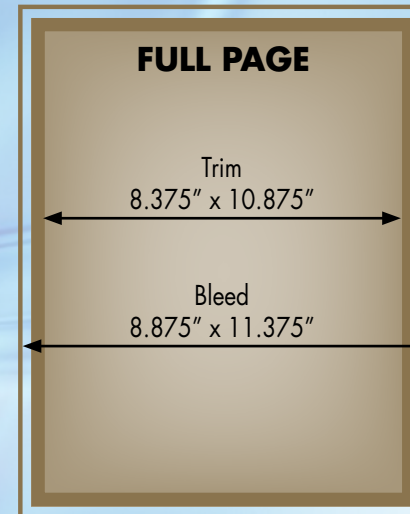 FULL PAGE
Trim
8.375” x 10.875”
Bleed
8.875” x 11.375”